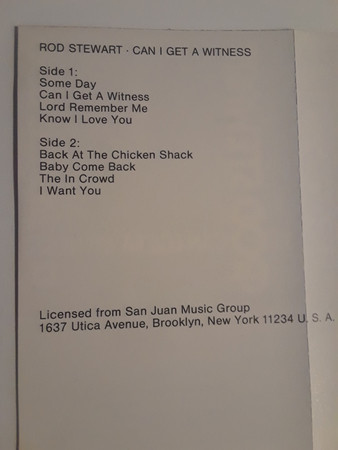 ROD STEWART · CAN I GET A WITNESS
Side 1:
Some Day
Can I Get A Witness
Lord Remember Me
Know I Love You
Side 2:
Back At The Chicken Shack
Baby Come Back
The In Crowd
I Want You
Licensed from San Juan Music Group
1637 Utica Avenue, Brooklyn, New York 11234 U. S. A.